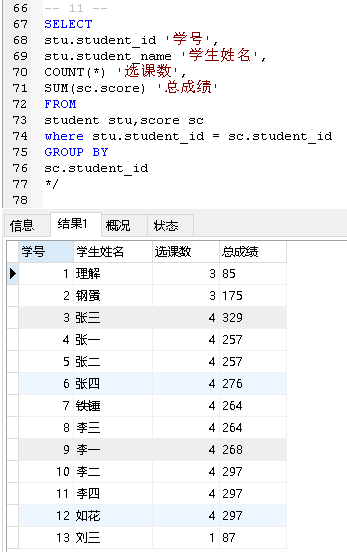 66 -- 11 --
67 SELECT
68 stu.student_id '学号',
69 stu.student_name '学生姓名',
70 COUNT(*) '选课数',
71 SUM(sc.score) '总成绩'
72 FROM
73 student stu,score sc
74 where stu.student_id = sc.student_id
75 GROUP BY
76 sc.student_id
77 */
78
信息 结果1 概况 状态
学号 学生姓名 选课数 总成绩
1 理解 3 85
2 钢蛋 3 175
3 张三 4 329
4 张一 4 257
5 张二 4 257
6 张四 4 276
7 铁锤 4 264
8 李三 4 264
9 李一 4 268
10 李二 4 297
11 李四 4 297
12 如花 4 297
13 刘三 1 87